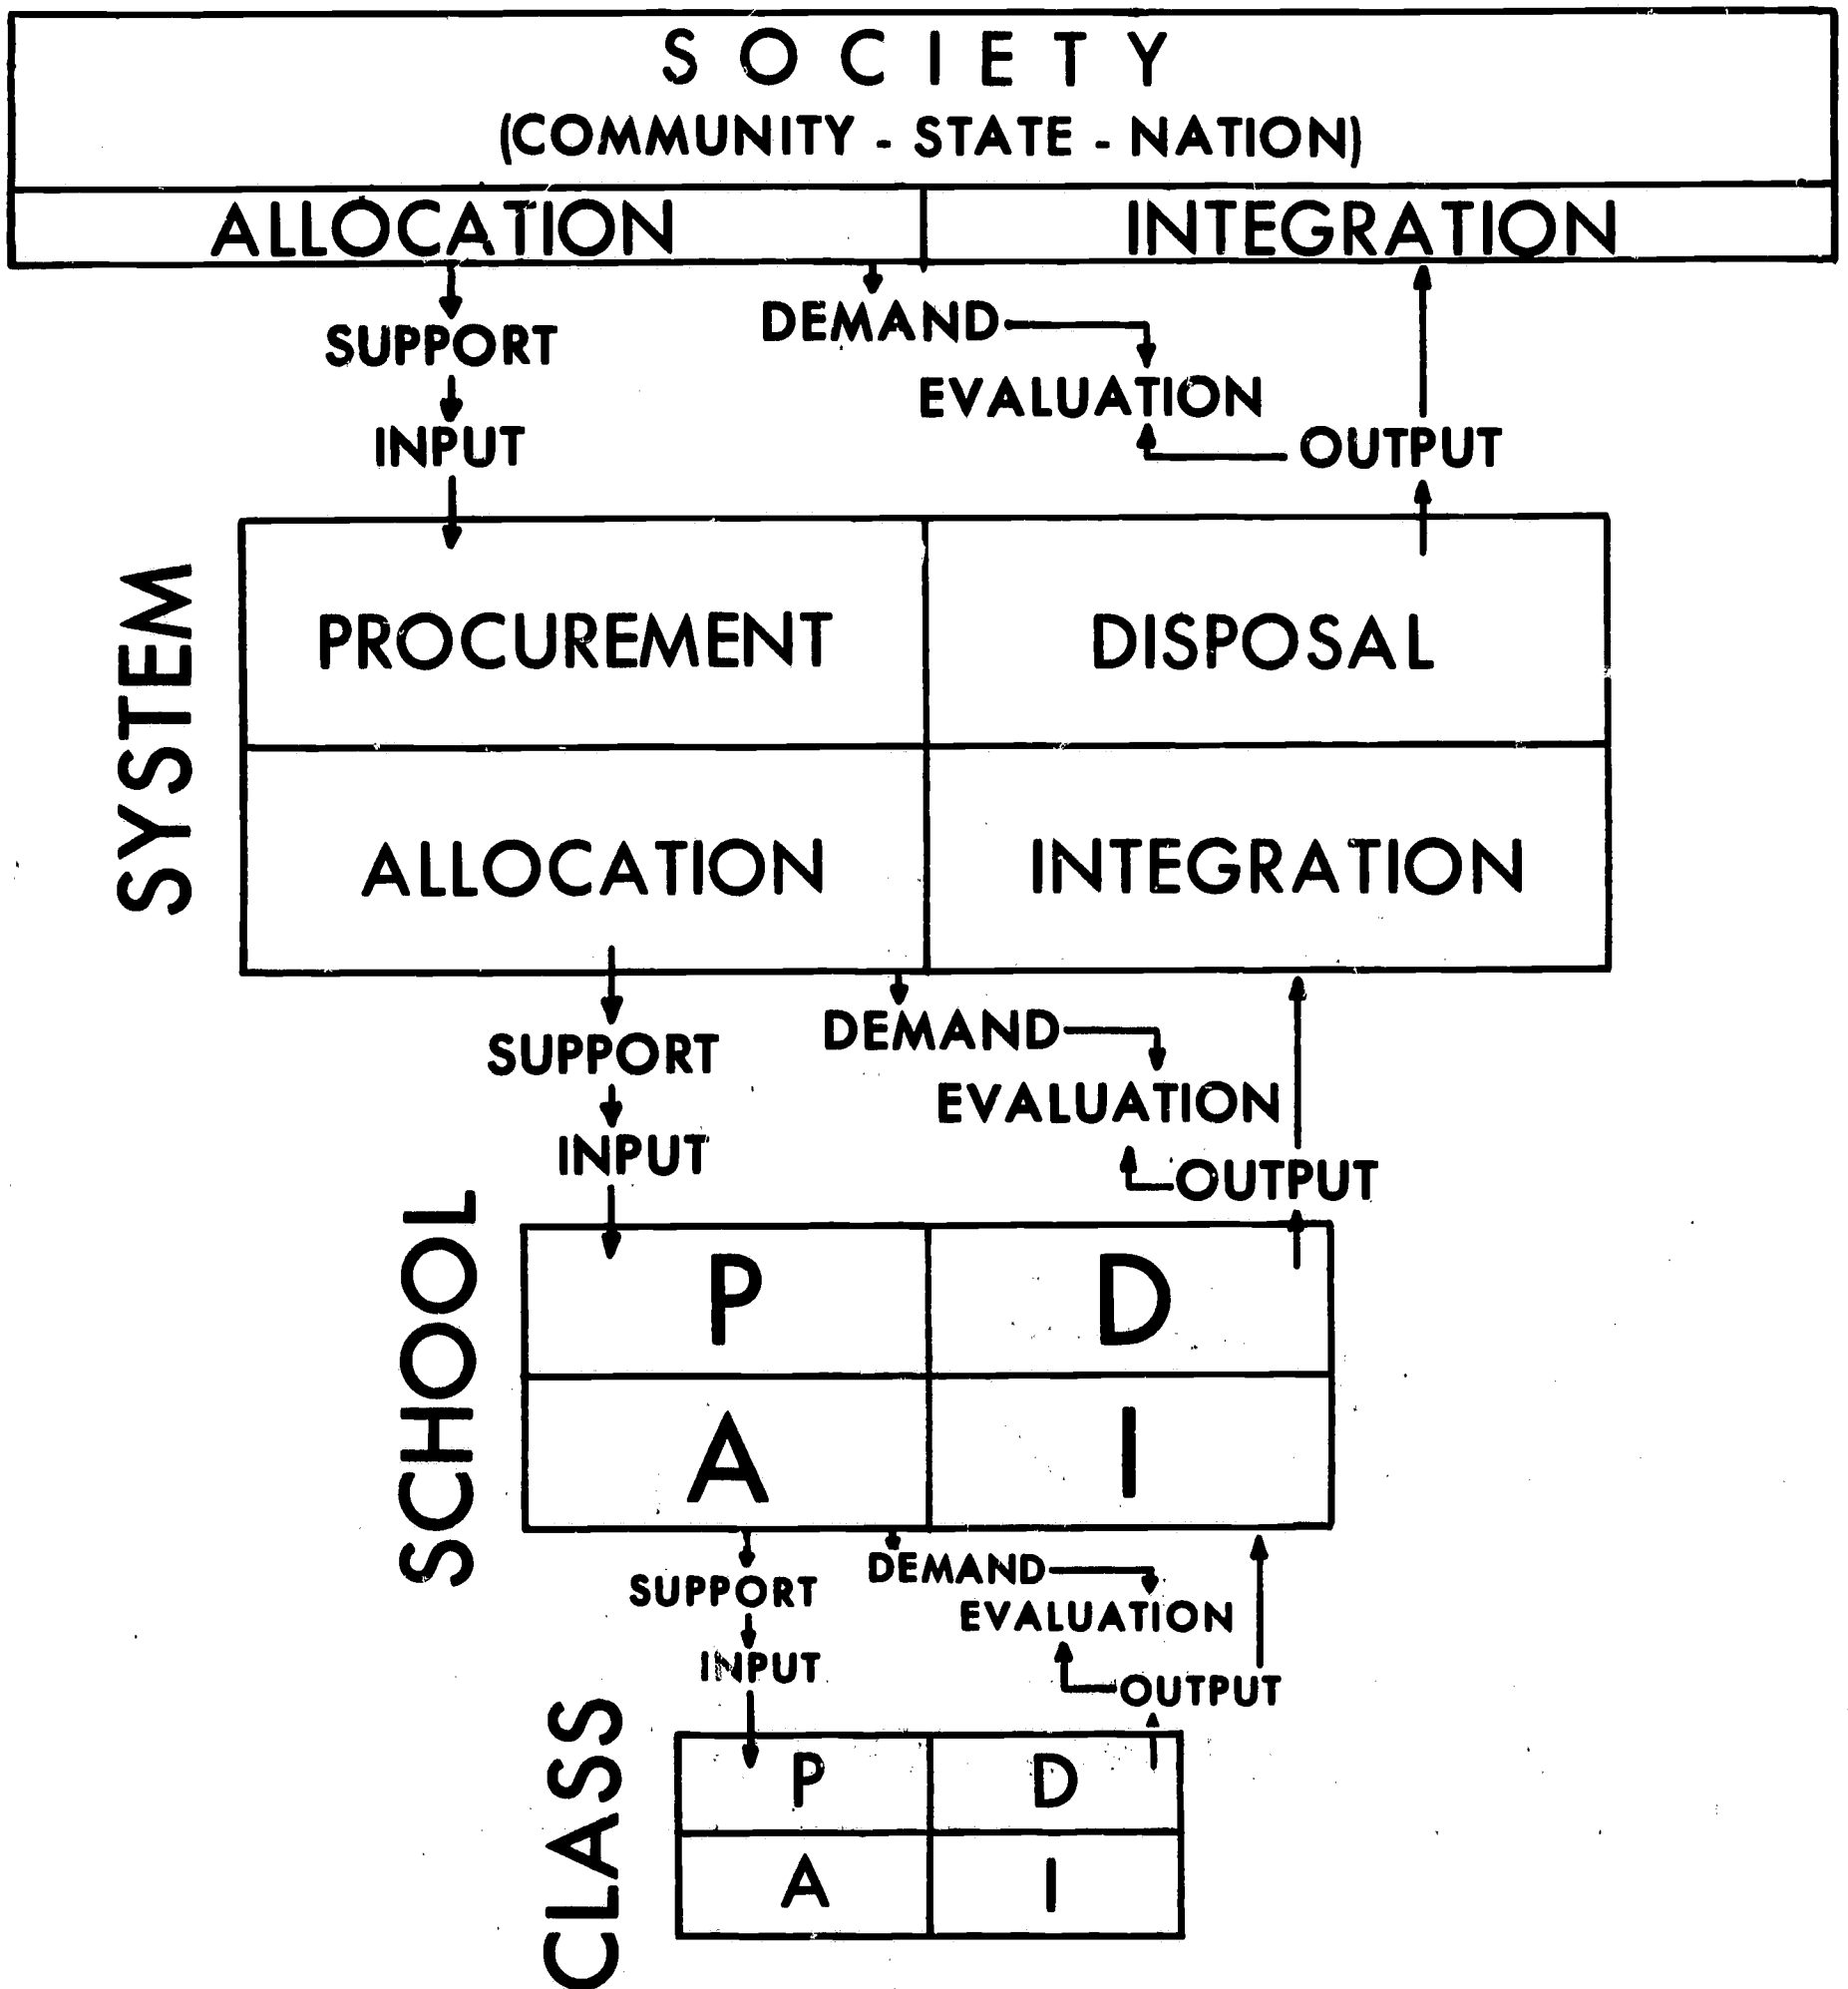 S O C I E T Y
(COMMUNITY - STATE - NATION)
ALLOCATION
INTEGRATION
SUPPORT
DEMAND
EVALUATION
INPUT
OUTPUT
SYSTEM
PROCUREMENT
DISPOSAL
ALLOCATION
INTEGRATION
SUPPORT
DEMAND
EVALUATION
INPUT
OUTPUT
SCHOOL
P
D
A
I
SUPPORT
DEMAND
EVALUATION
INPUT
OUTPUT
CLASS
P
D
A
I